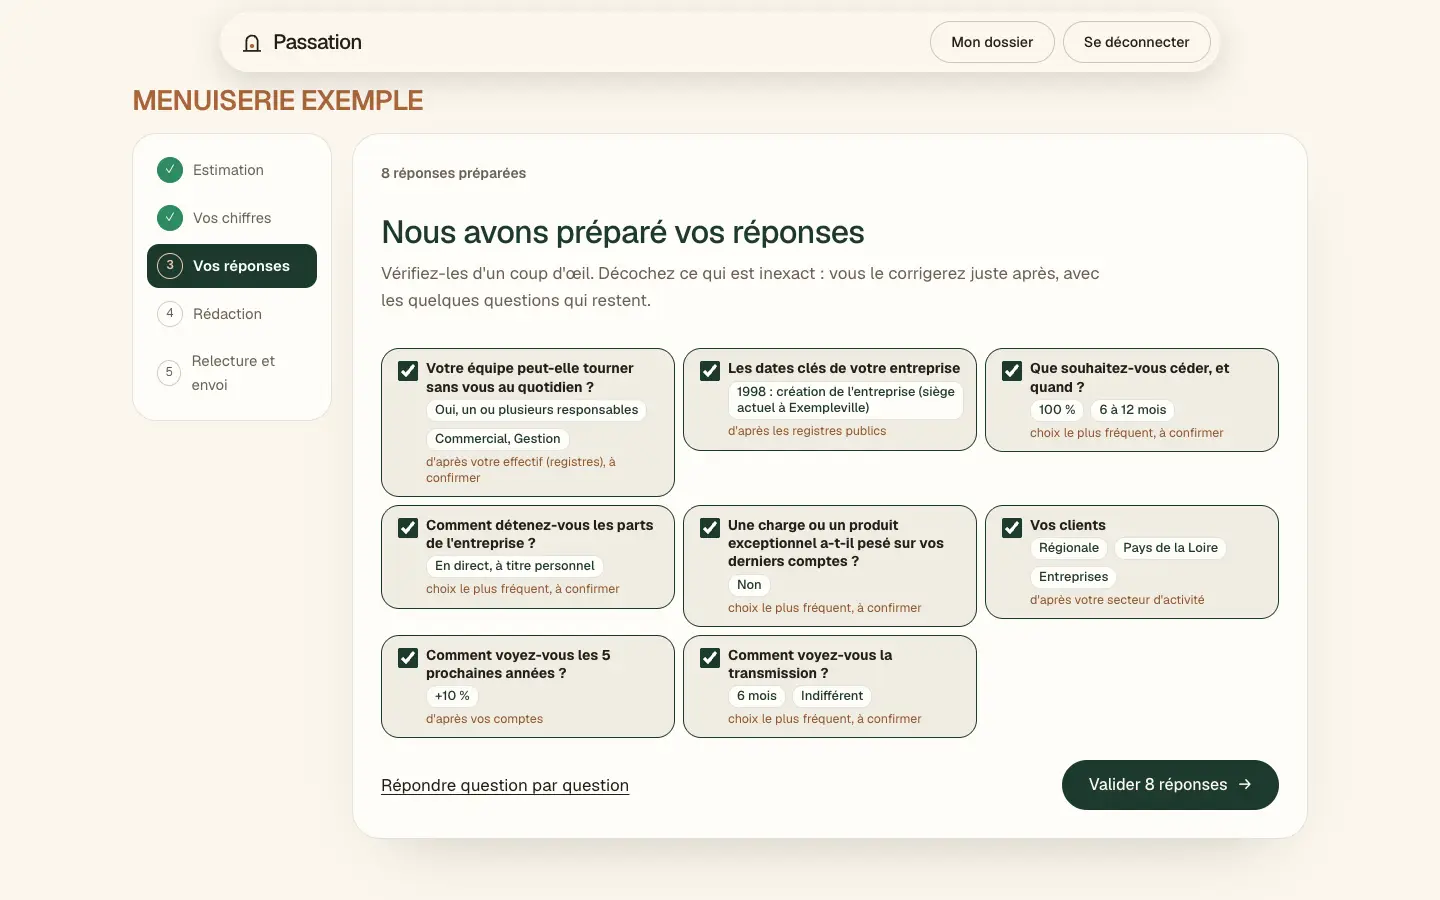 Passation
Mon dossier
Se déconnecter
MENUISERIE EXEMPLE
✓ Estimation
✓ Vos chiffres
3 Vos réponses
4 Rédaction
5 Relecture et
envoi
8 réponses préparées
Nous avons préparé vos réponses
Vérifiez-les d'un coup d'œil. Décochez ce qui est inexact : vous le corrigerez juste après, avec
les quelques questions qui restent.
Votre équipe peut-elle tourner
sans vous au quotidien ?
Oui, un ou plusieurs responsables
Commercial, Gestion
d'après votre effectif (registres), à
confirmer
Les dates clés de votre entreprise
1998 : création de l'entreprise (siège
actuel à Exempleville)
d'après les registres publics
Que souhaitez-vous céder, et
quand ?
100 % 6 à 12 mois
choix le plus fréquent, à confirmer
Comment détenez-vous les parts
de l'entreprise ?
En direct, à titre personnel
choix le plus fréquent, à confirmer
Une charge ou un produit
exceptionnel a-t-il pesé sur vos
derniers comptes ?
Non
choix le plus fréquent, à confirmer
Vos clients
Régionale Pays de la Loire
Entreprises
d'après votre secteur d'activité
Comment voyez-vous les 5
prochaines années ?
+10 %
d'après vos comptes
Comment voyez-vous la
transmission ?
6 mois Indifférent
choix le plus fréquent, à confirmer
Répondre question par question
Valider 8 réponses →